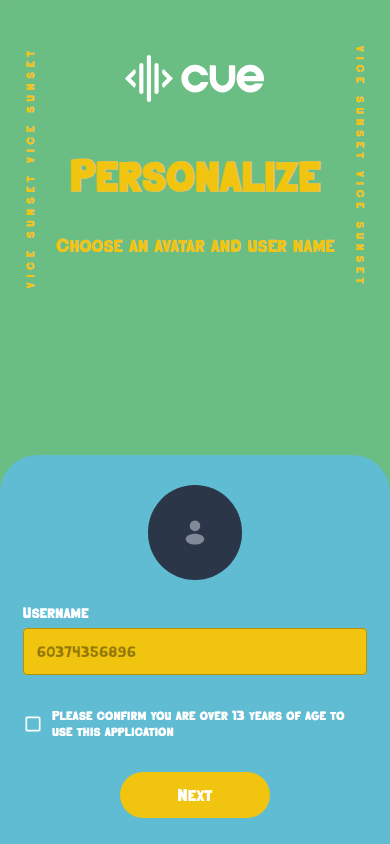 cue
VICE SUNSET VICE SUNSET
VICE SUNSET VICE SUNSET
Personalize
Choose an avatar and user name
Username
60374356896
Please confirm you are over 13 years of age to
use this application
Next